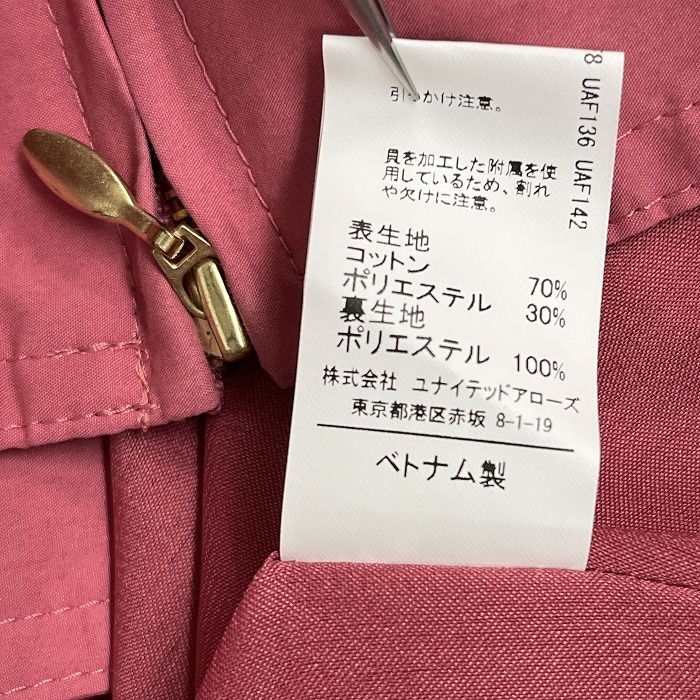 引っかけ注意。
貝を加工した附属を使
用しているため、割れ
や欠けに注意。
表生地
コットン 70%
ポリエステル 30%
裏生地
ポリエステル 100%
株式会社 ユナイテッドアローズ
東京都港区赤坂 8-1-19
ベトナム製
8 UAF136 UAF142